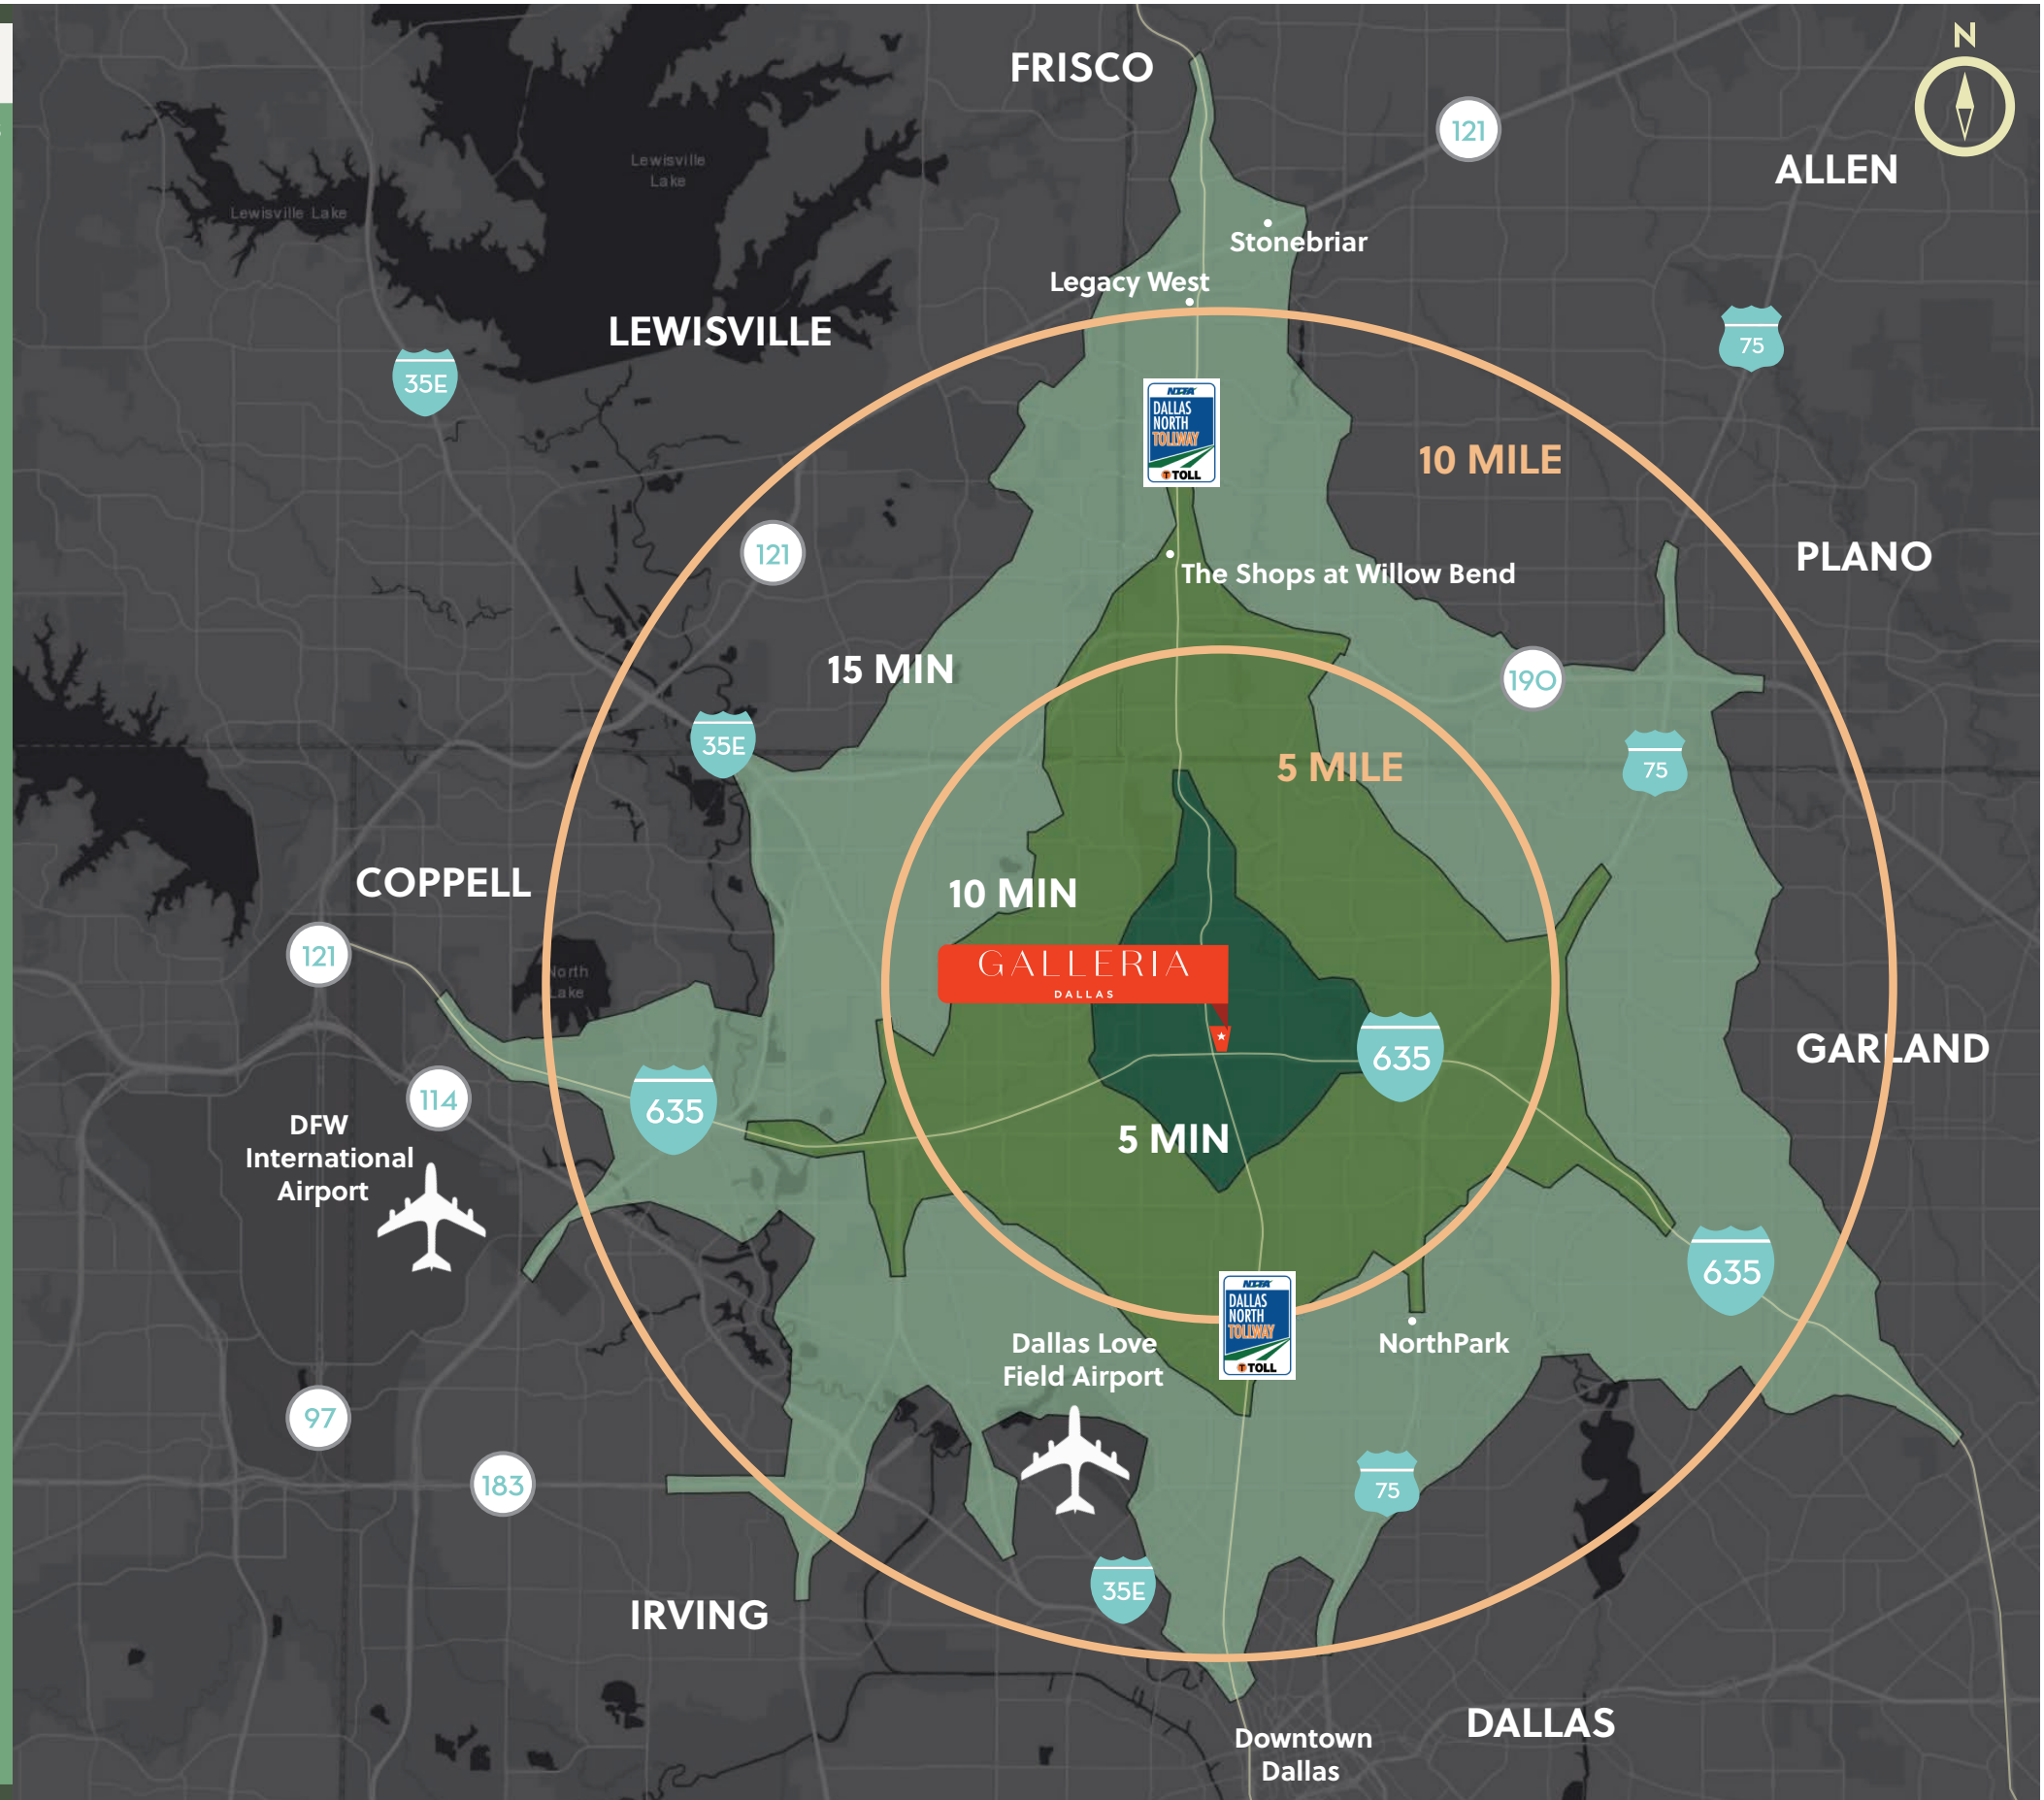 N
FRISCO
121
ALLEN
Lewisville
Lake
Lewisville Lake
Stonebriar
Legacy West
LEWISVILLE
75
35E
NTTA
DALLAS
NORTH
TOLLWAY
TOLL
10 MILE
121
PLANO
The Shops at Willow Bend
15 MIN
190
35E
75
5 MILE
COPPELL
10 MIN
121
GALLERIA
DALLAS
North
Lake
635
GARLAND
114
635
DFW
International
Airport
5 MIN
635
NTTA
DALLAS
NORTH
TOLLWAY
TOLL
Dallas Love
Field Airport
NorthPark
97
183
75
35E
IRVING
DALLAS
Downtown
Dallas